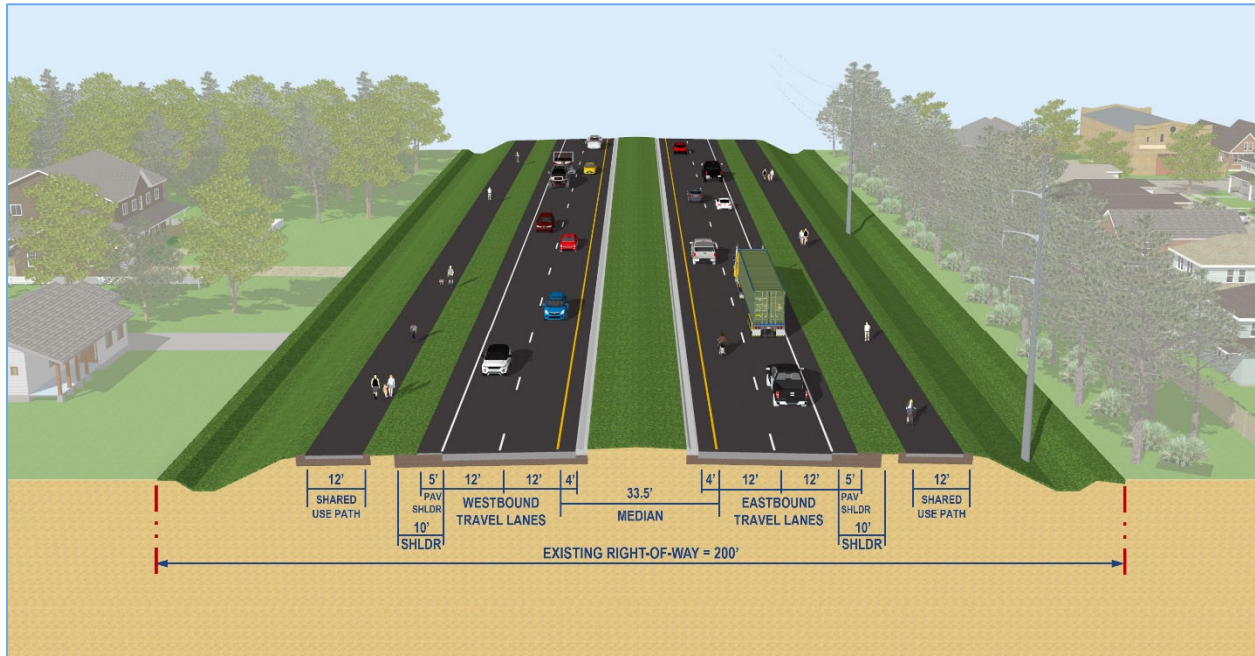 12'
SHARED
USE PATH
5'
PAV
SHLDR
10'
SHLDR
12'
12'
WESTBOUND
TRAVEL LANES
4'
33.5'
MEDIAN
4'
12'
12'
EASTBOUND
TRAVEL LANES
5'
PAV
SHLDR
10'
SHLDR
12'
SHARED
USE PATH
EXISTING RIGHT-OF-WAY = 200'